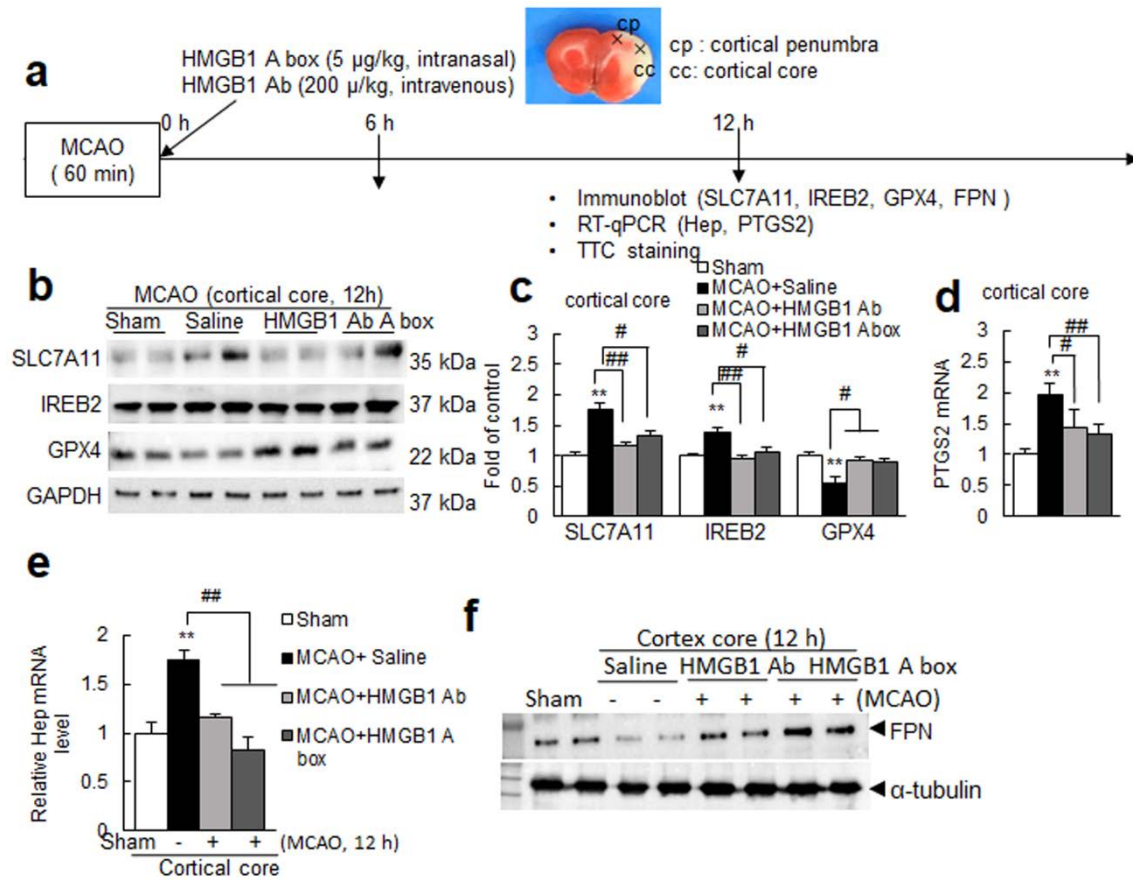 a
HMGB1 A box (5 µg/kg, intranasal)
HMGB1 Ab (200 µ/kg, intravenous)
cp
cc
cp : cortical penumbra
cc: cortical core
0 h
6 h
12 h
MCAO
( 60 min)
• Immunoblot (SLC7A11, IREB2, GPX4, FPN )
• RT-qPCR (Hep, PTGS2)
• TTC staining
b
MCAO (cortical core, 12h)
Sham Saline HMGB1 Ab A box
SLC7A11 35 kDa
IREB2 37 kDa
GPX4 22 kDa
GAPDH 37 kDa
c
cortical core
Sham
MCAO+Saline
MCAO+HMGB1 Ab
MCAO+HMGB1 Abox
Fold of control
3
2.5
2
1.5
1
0.5
0
** ## #
** ## #
** #
SLC7A11 IREB2 GPX4
d
cortical core
PTGS2 mRNA
3
2.5
2
1.5
1
0.5
0
** # ##
e
Relative Hep mRNA
level
2
1.5
1
0.5
0
** ##
Sham
MCAO+ Saline
MCAO+HMGB1 Ab
MCAO+HMGB1 A
box
Sham - + + (MCAO, 12 h)
Cortical core
f
Cortex core (12 h)
Saline HMGB1 Ab HMGB1 A box
Sham - - + + + + (MCAO)
FPN
α-tubulin